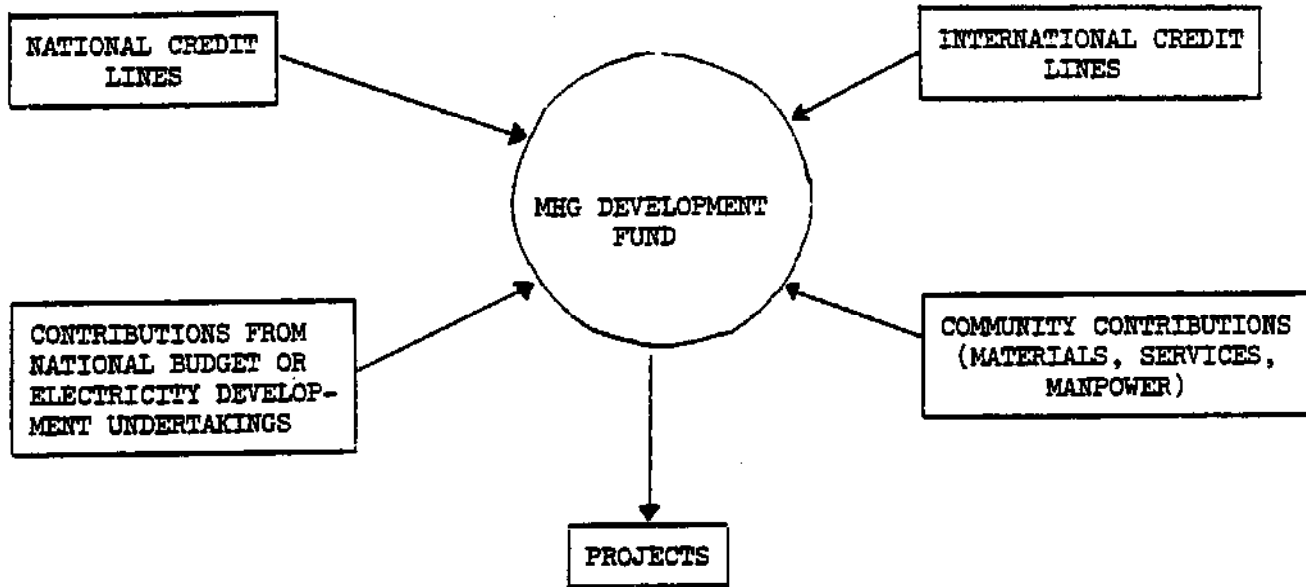 NATIONAL CREDIT
LINES
INTERNATIONAL CREDIT
LINES
MHG DEVELOPMENT
FUND
CONTRIBUTIONS FROM
NATIONAL BUDGET OR
ELECTRICITY DEVELOP-
MENT UNDERTAKINGS
COMMUNITY CONTRIBUTIONS
(MATERIALS, SERVICES,
MANPOWER)
PROJECTS